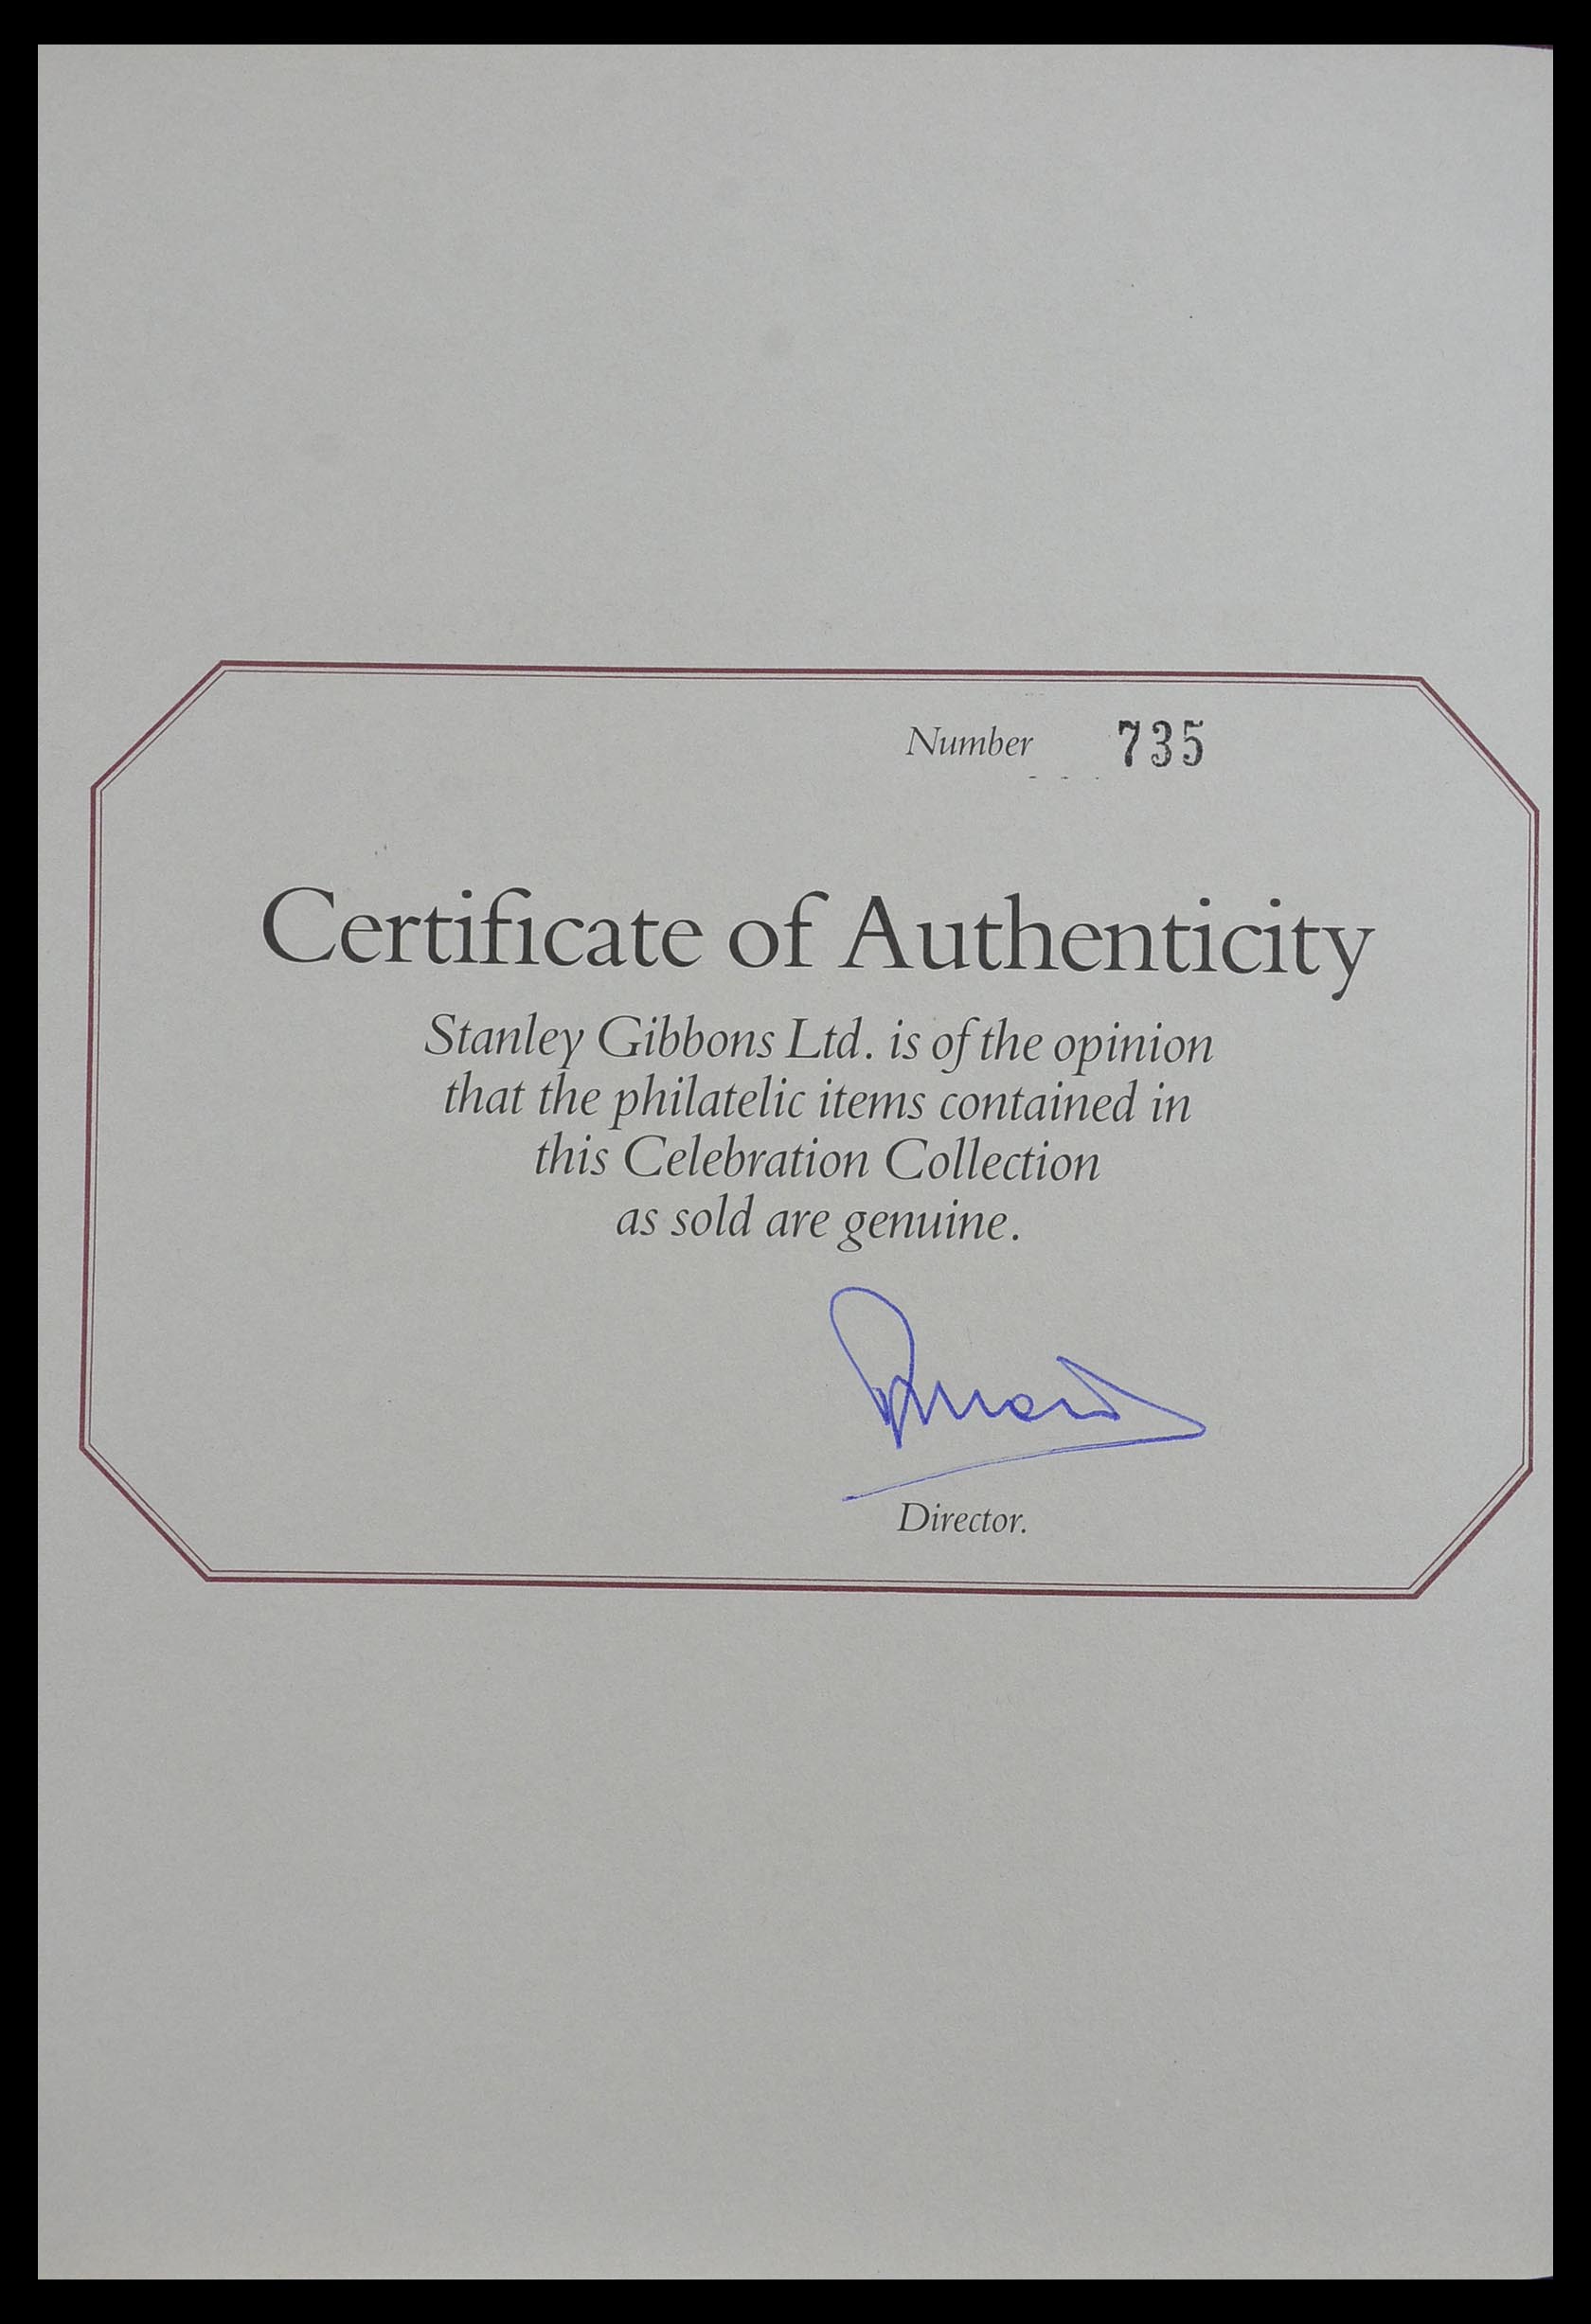 Number 735
Certificate of Authenticity
Stanley Gibbons Ltd. is of the opinion
that the philatelic items contained in
this Celebration Collection
as sold are genuine.
Director.